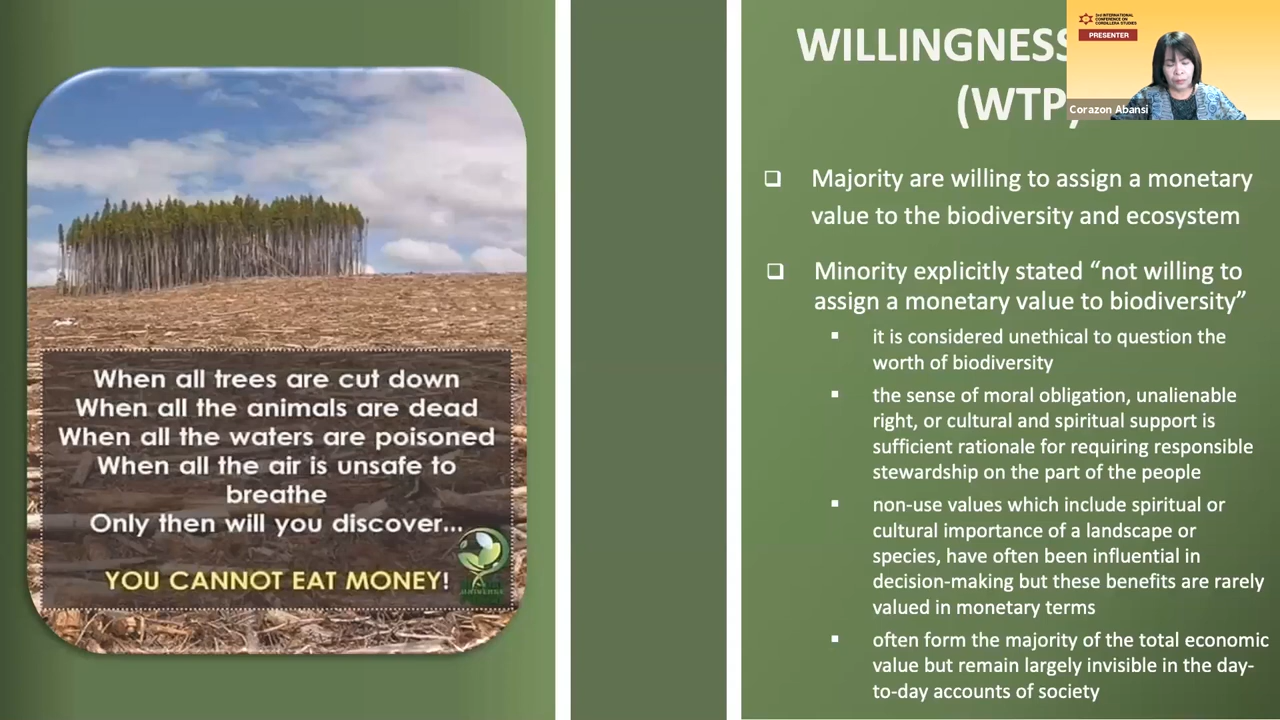 When all trees are cut down
When all the animals are dead
When all the waters are poisoned
When all the air is unsafe to
breathe
Only then will you discover...
YOU CANNOT EAT MONEY!
WILLINGNESS
(WTP)
❑ Majority are willing to assign a monetary
value to the biodiversity and ecosystem
❑ Minority explicitly stated “not willing to
assign a monetary value to biodiversity”
▪ it is considered unethical to question the
worth of biodiversity
▪ the sense of moral obligation, unalienable
right, or cultural and spiritual support is
sufficient rationale for requiring responsible
stewardship on the part of the people
▪ non-use values which include spiritual or
cultural importance of a landscape or
species, have often been influential in
decision-making but these benefits are rarely
valued in monetary terms
▪ often form the majority of the total economic
value but remain largely invisible in the day-
to-day accounts of society
3rd INTERNATIONAL
CONFERENCE ON
CORDILLERA STUDIES
PRESENTER
Corazon Abansi